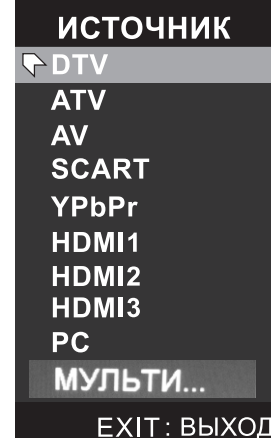 ИСТОЧНИК
DTV
ATV
AV
SCART
YPbPr
HDMI1
HDMI2
HDMI3
PC
МУЛЬТИ...
EXIT: ВЫХОД